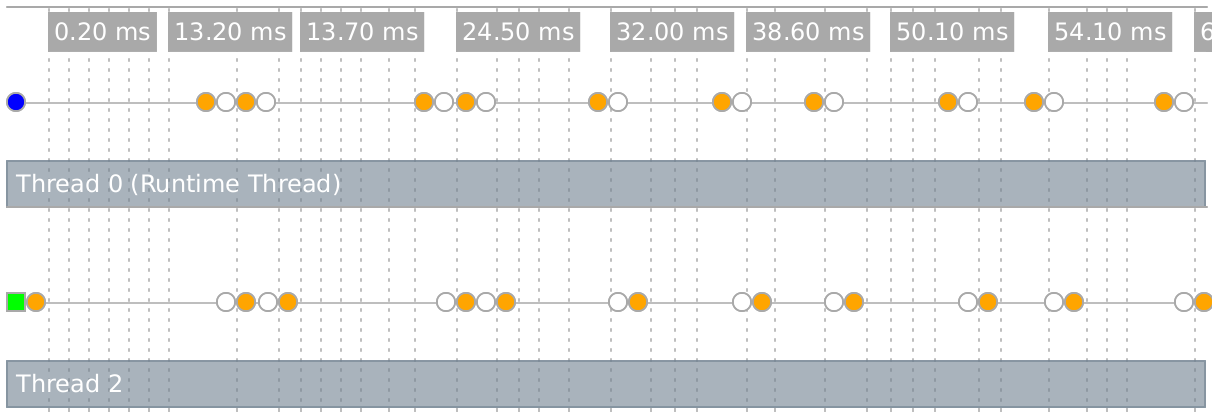 0.20 ms 13.20 ms 13.70 ms 24.50 ms 32.00 ms 38.60 ms 50.10 ms 54.10 ms
Thread 0 (Runtime Thread)
Thread 2